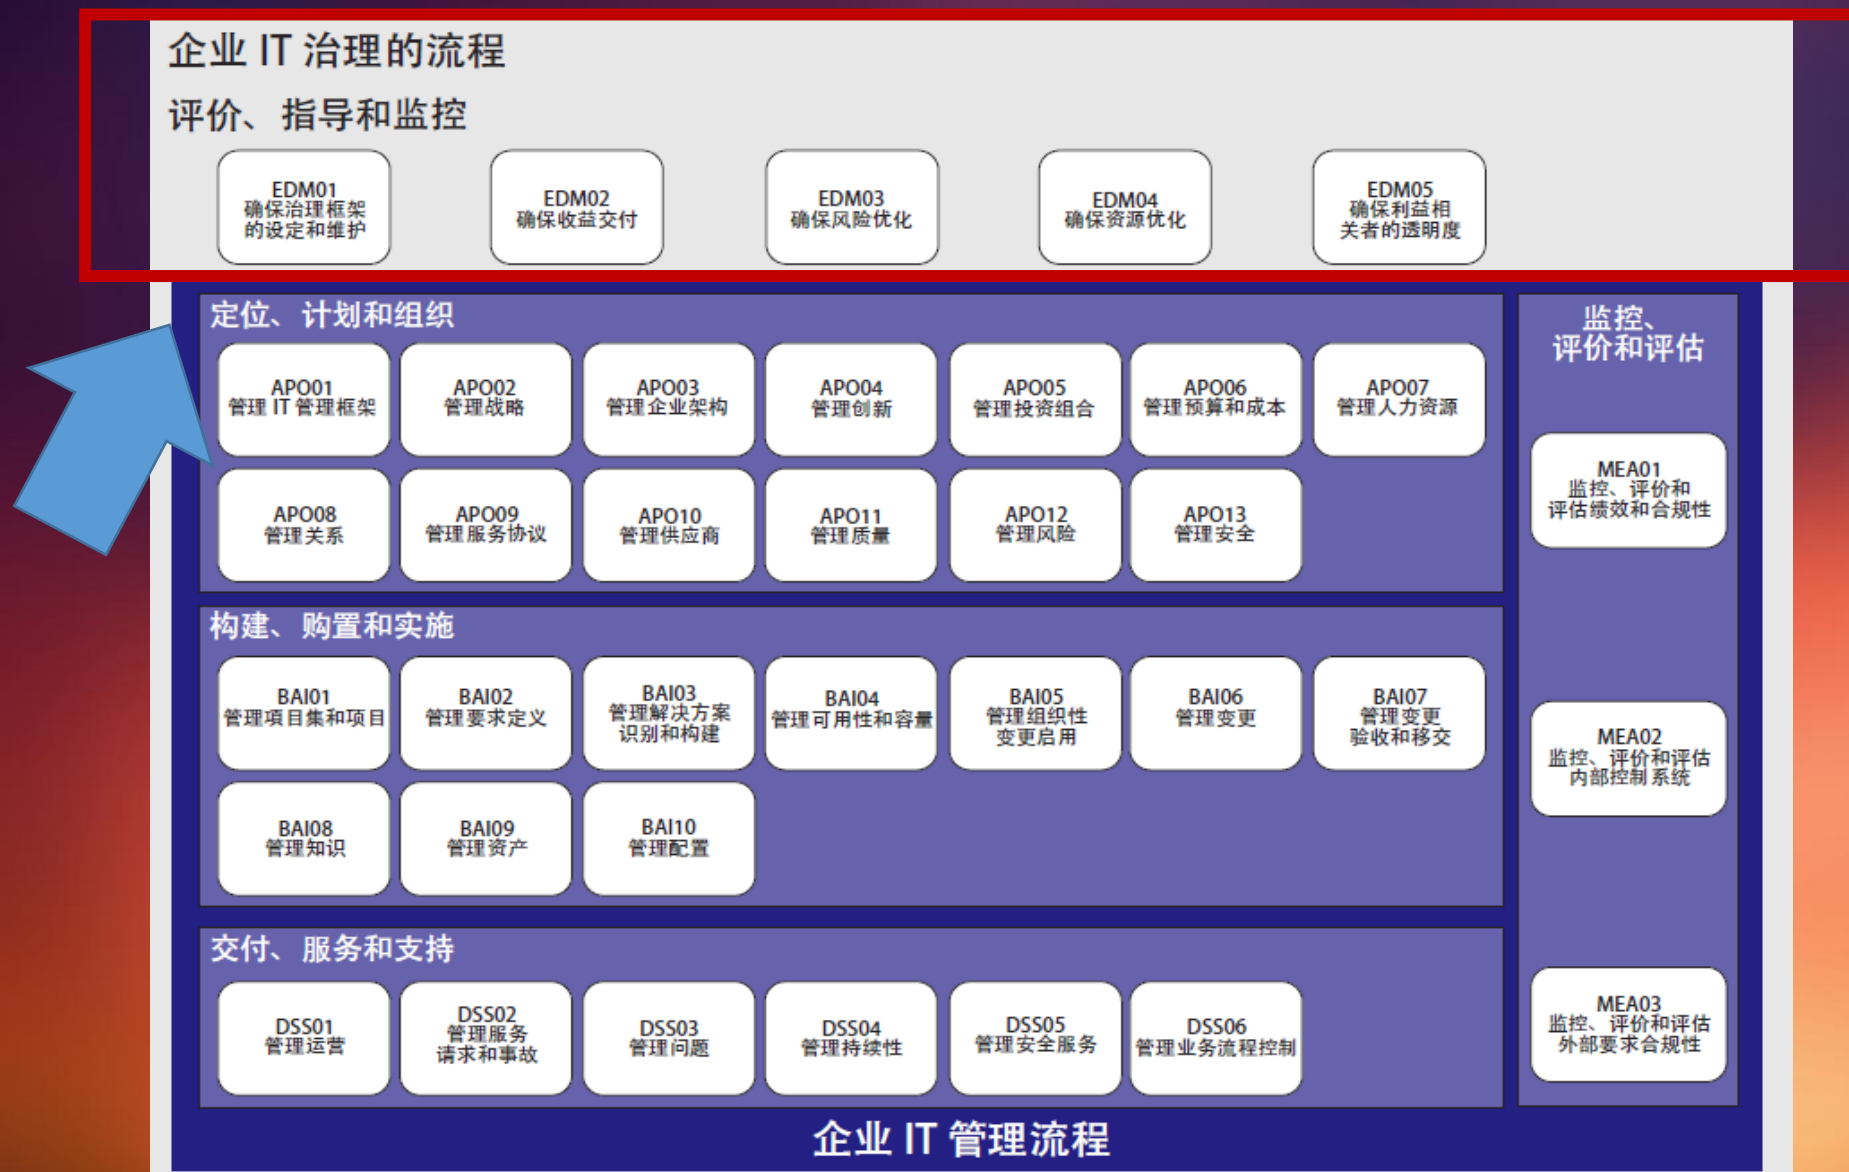 企业 IT 治理的流程
评价、指导和监控
EDM01
确保治理框架
的设定和维护
EDM02
确保收益交付
EDM03
确保风险优化
EDM04
确保资源优化
EDM05
确保利益相
关者的透明度
定位、计划和组织
APO01
管理 IT 管理框架
APO02
管理战略
APO03
管理企业架构
APO04
管理创新
APO05
管理投资组合
APO06
管理预算和成本
APO07
管理人力资源
APO08
管理关系
APO09
管理服务协议
APO10
管理供应商
APO11
管理质量
APO12
管理风险
APO13
管理安全
构建、购置和实施
BAI01
管理项目集和项目
BAI02
管理要求定义
BAI03
管理解决方案
识别和构建
BAI04
管理可用性和容量
BAI05
管理组织性
变更启用
BAI06
管理变更
BAI07
管理变更
验收和移交
BAI08
管理知识
BAI09
管理资产
BAI10
管理配置
交付、服务和支持
DSS01
管理运营
DSS02
管理服务
请求和事故
DSS03
管理问题
DSS04
管理持续性
DSS05
管理安全服务
DSS06
管理业务流程控制
监控、
评价和评估
MEA01
监控、评价和
评估绩效和合规性
MEA02
监控、评价和评估
内部控制系统
MEA03
监控、评价和评估
外部要求合规性
企业 IT 管理流程